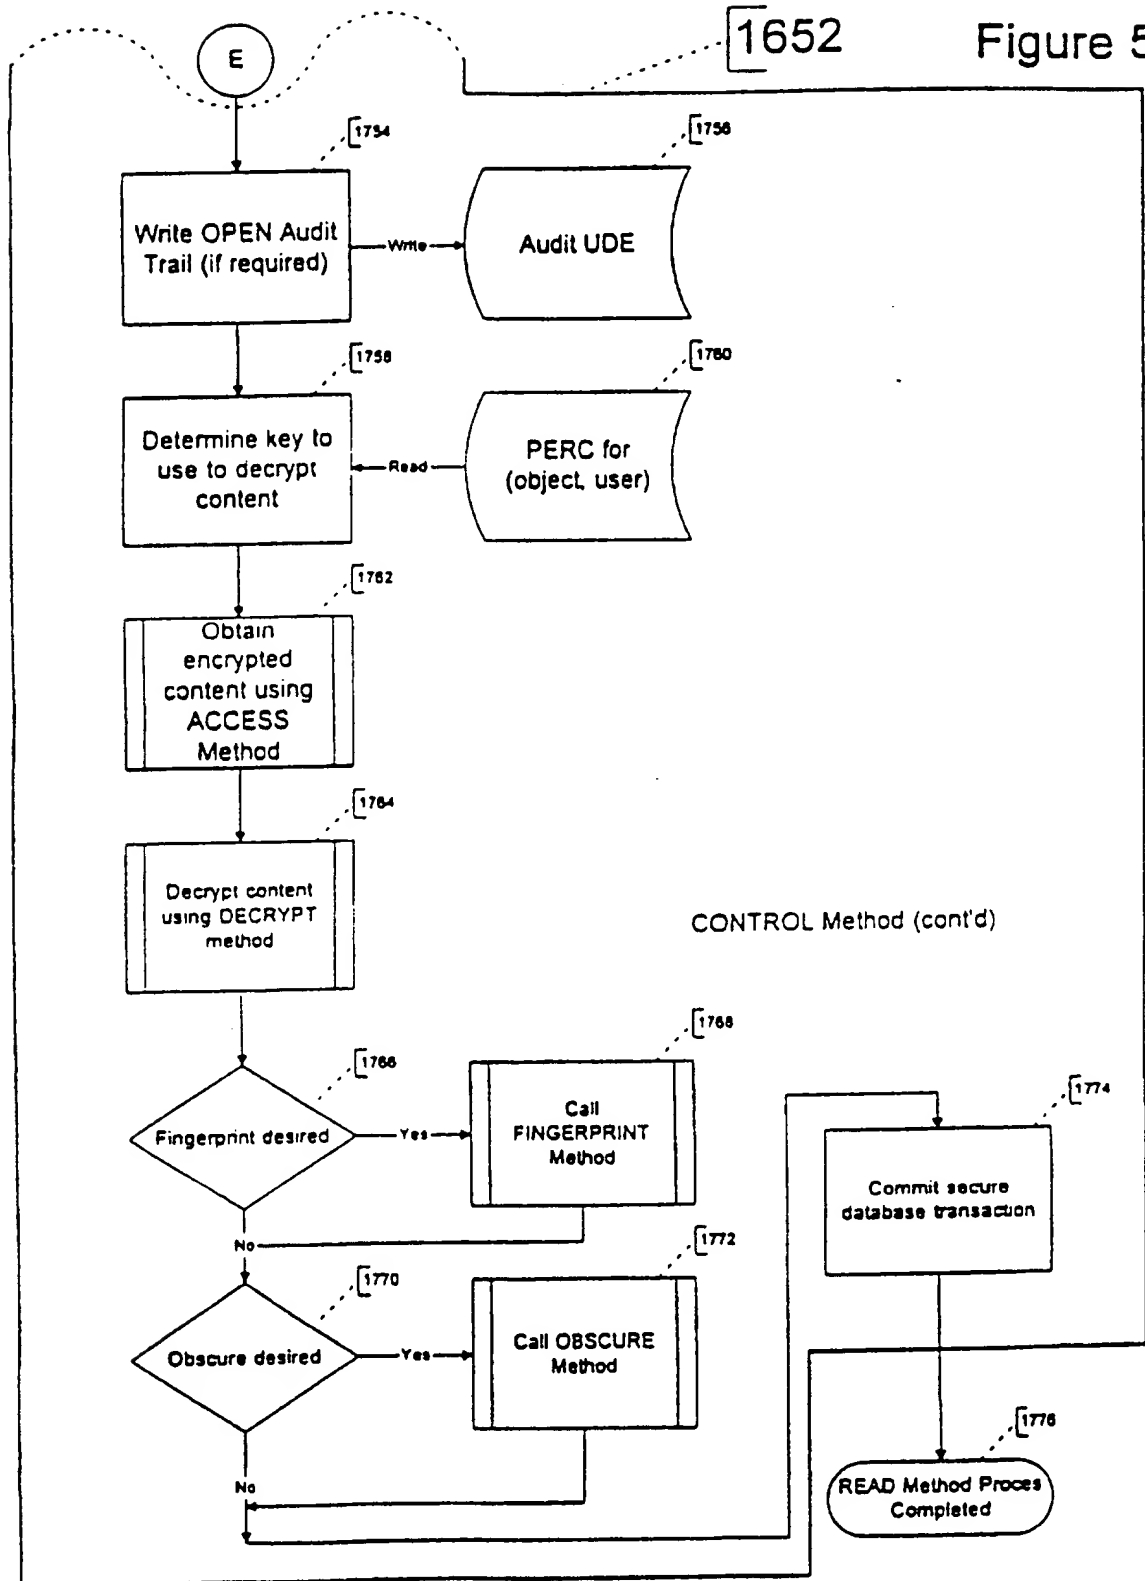 1652
Figure 5
E
1754
1756
Write OPEN Audit
Trail (if required)
Write
Audit UDE
1758
1760
Determine key to
use to decrypt
content
Read
PERC for
(object, user)
1762
Obtain
encrypted
content using
ACCESS
Method
1764
Decrypt content
using DECRYPT
method
CONTROL Method (cont'd)
1766
1768
Fingerprint desired
Yes
Call
FINGERPRINT
Method
1774
Commit secure
database transaction
No
1770
1772
Obscure desired
Yes
Call OBSCURE
Method
1776
No
READ Method Proces
Completed